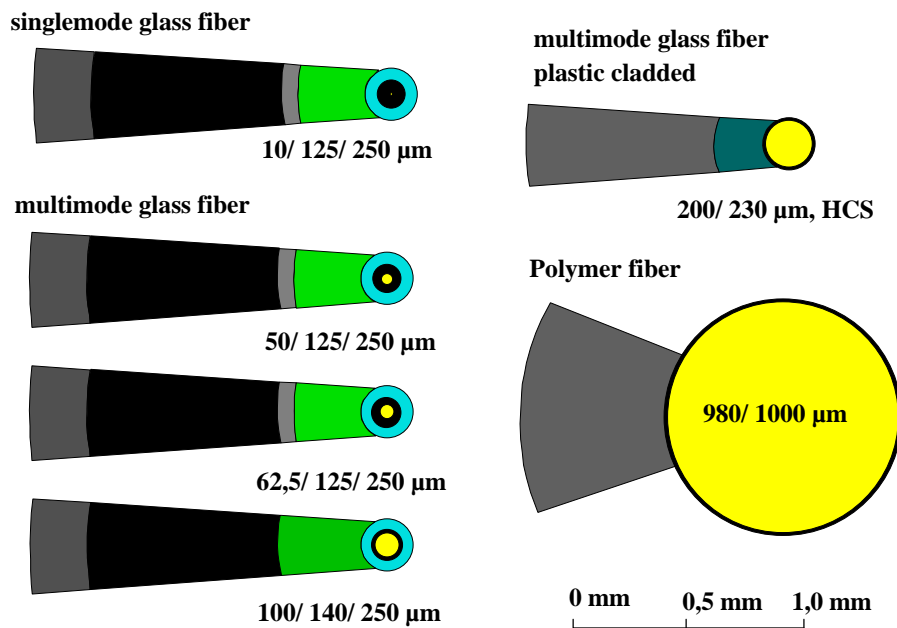 singlemode glass fiber
10/ 125/ 250 µm
multimode glass fiber
50/ 125/ 250 µm
62,5/ 125/ 250 µm
100/ 140/ 250 µm
multimode glass fiber
plastic cladded
200/ 230 µm, HCS
Polymer fiber
980/ 1000 µm
0 mm 0,5 mm 1,0 mm